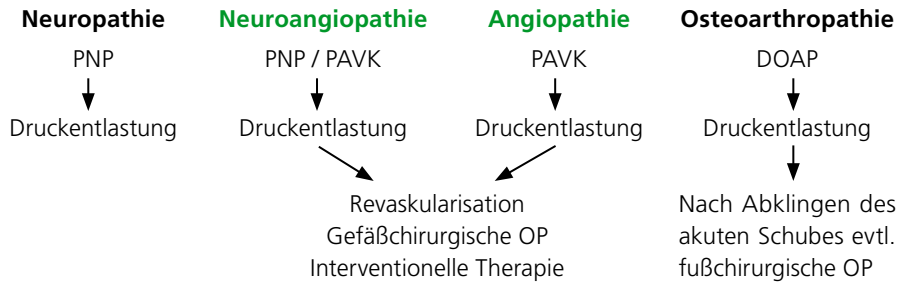 Neuropathie Neuroangiopathie Angiopathie Osteoarthropathie
PNP PNP / PAVK PAVK DOAP
Druckentlastung Druckentlastung Druckentlastung Druckentlastung
Revaskularisation
Gefäßchirurgische OP
Interventionelle Therapie
Nach Abklingen des
akuten Schubes evtl.
fußchirurgische OP